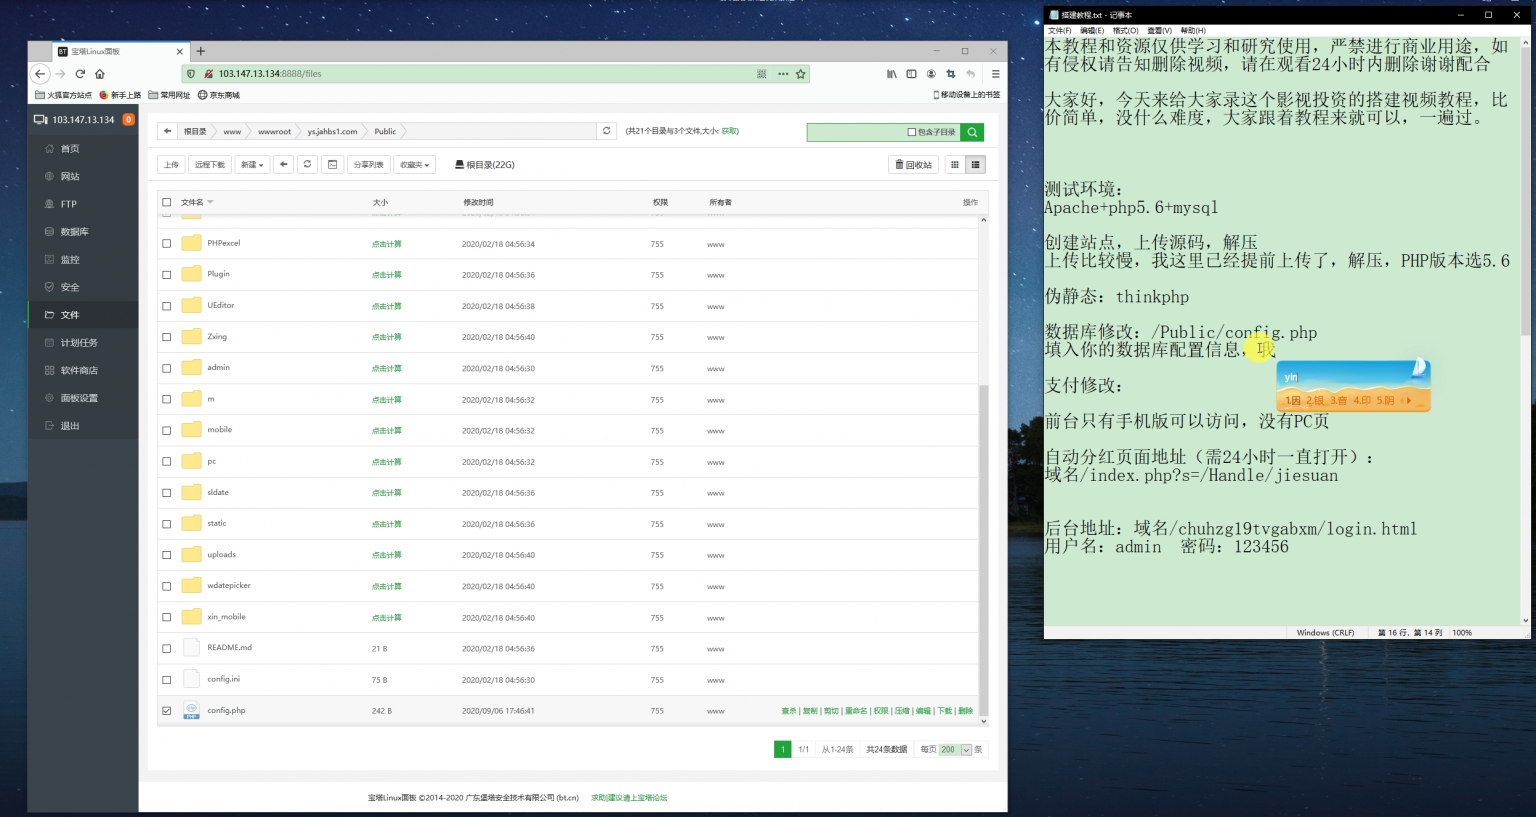 宝塔Linux面板
103.147.13.134:8888/files
火狐官方站点 新手上路 常用网址 京东商城
移动设备上的书签
103.147.13.134 0
首页
网站
FTP
数据库
监控
安全
文件
计划任务
软件商店
面板设置
退出
根目录 www wwwroot ys.jahbs1.com Public
(共21个目录与3个文件,大小: 获取)
包含子目录
上传 远程下载 新建 分享列表 收藏夹 根目录(22G)
回收站
文件名 大小 修改时间 权限 所有者 操作
PHPexcel 点击计算 2020/02/18 04:56:34 755 www
Plugin 点击计算 2020/02/18 04:56:36 755 www
UEditor 点击计算 2020/02/18 04:56:38 755 www
Zxing 点击计算 2020/02/18 04:56:40 755 www
admin 点击计算 2020/02/18 04:56:30 755 www
m 点击计算 2020/02/18 04:56:32 755 www
mobile 点击计算 2020/02/18 04:56:32 755 www
pc 点击计算 2020/02/18 04:56:32 755 www
sldate 点击计算 2020/02/18 04:56:36 755 www
static 点击计算 2020/02/18 04:56:36 755 www
uploads 点击计算 2020/02/18 04:56:40 755 www
wdatepicker 点击计算 2020/02/18 04:56:40 755 www
xin_mobile 点击计算 2020/02/18 04:56:40 755 www
README.md 21 B 2020/02/18 04:56:36 755 www
config.ini 75 B 2020/02/18 04:56:30 755 www
config.php 242 B 2020/09/06 17:46:41 755 www 查杀 | 复制 | 剪切 | 重命名 | 权限 | 压缩 | 编辑 | 下载 | 删除
1 1/1 从1-24条 共24条数据 每页 200 条
宝塔Linux面板 ©2014-2020 广东堡塔安全技术有限公司 (bt.cn) 求助|建议请上宝塔论坛
搭建教程.txt - 记事本
文件(F) 编辑(E) 格式(O) 查看(V) 帮助(H)
本教程和资源仅供学习和研究使用，严禁进行商业用途，如
有侵权请告知删除视频，请在观看24小时内删除谢谢配合
大家好，今天来给大家录这个影视投资的搭建视频教程，比
价简单，没什么难度，大家跟着教程来就可以，一遍过。
测试环境：
Apache+php5.6+mysql
创建站点，上传源码，解压
上传比较慢，我这里已经提前上传了，解压，PHP版本选5.6
伪静态：thinkphp
数据库修改：/Public/config.php
填入你的数据库配置信息，我
yin
1.因 2.银 3.音 4.印 5.阴
支付修改：
前台只有手机版可以访问，没有PC页
自动分红页面地址（需24小时一直打开）：
域名/index.php?s=/Handle/jiesuan
后台地址：域名/chuhzg19tvgabxm/login.html
用户名：admin 密码：123456
Windows (CRLF) 第 16 行，第 14 列 100%